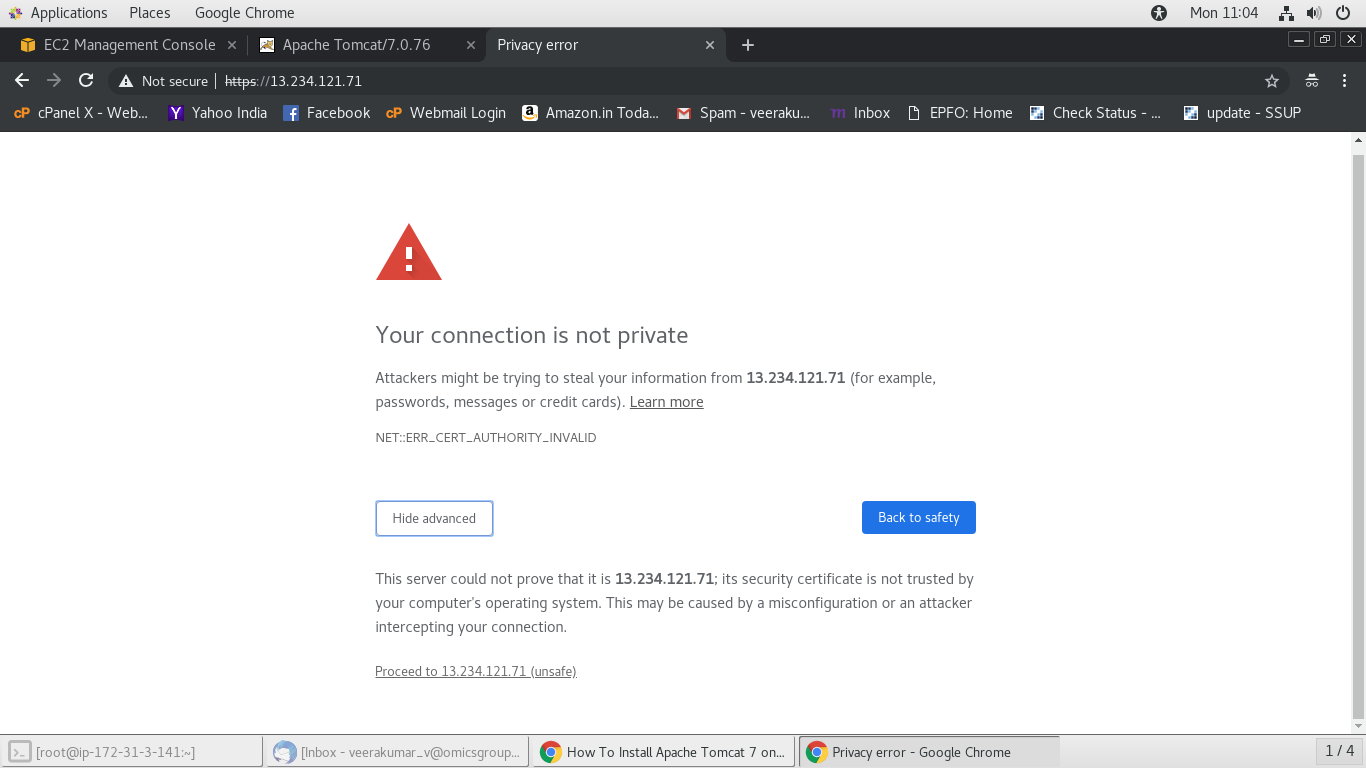 Applications Places Google Chrome Mon 11:04
EC2 Management Console Apache Tomcat/7.0.76 Privacy error
Not secure https://13.234.121.71
cP cPanel X - Web... Yahoo India Facebook cP Webmail Login Amazon.in Toda... Spam - veeraku... m Inbox EPFO: Home Check Status - ... update - SSUP
Your connection is not private
Attackers might be trying to steal your information from 13.234.121.71 (for example,
passwords, messages or credit cards). Learn more
NET::ERR_CERT_AUTHORITY_INVALID
Hide advanced Back to safety
This server could not prove that it is 13.234.121.71; its security certificate is not trusted by
your computer's operating system. This may be caused by a misconfiguration or an attacker
intercepting your connection.
Proceed to 13.234.121.71 (unsafe)
[root@ip-172-31-3-141:~] [Inbox - veerakumar_v@omicsgroup... How To Install Apache Tomcat 7 on... Privacy error - Google Chrome 1 / 4